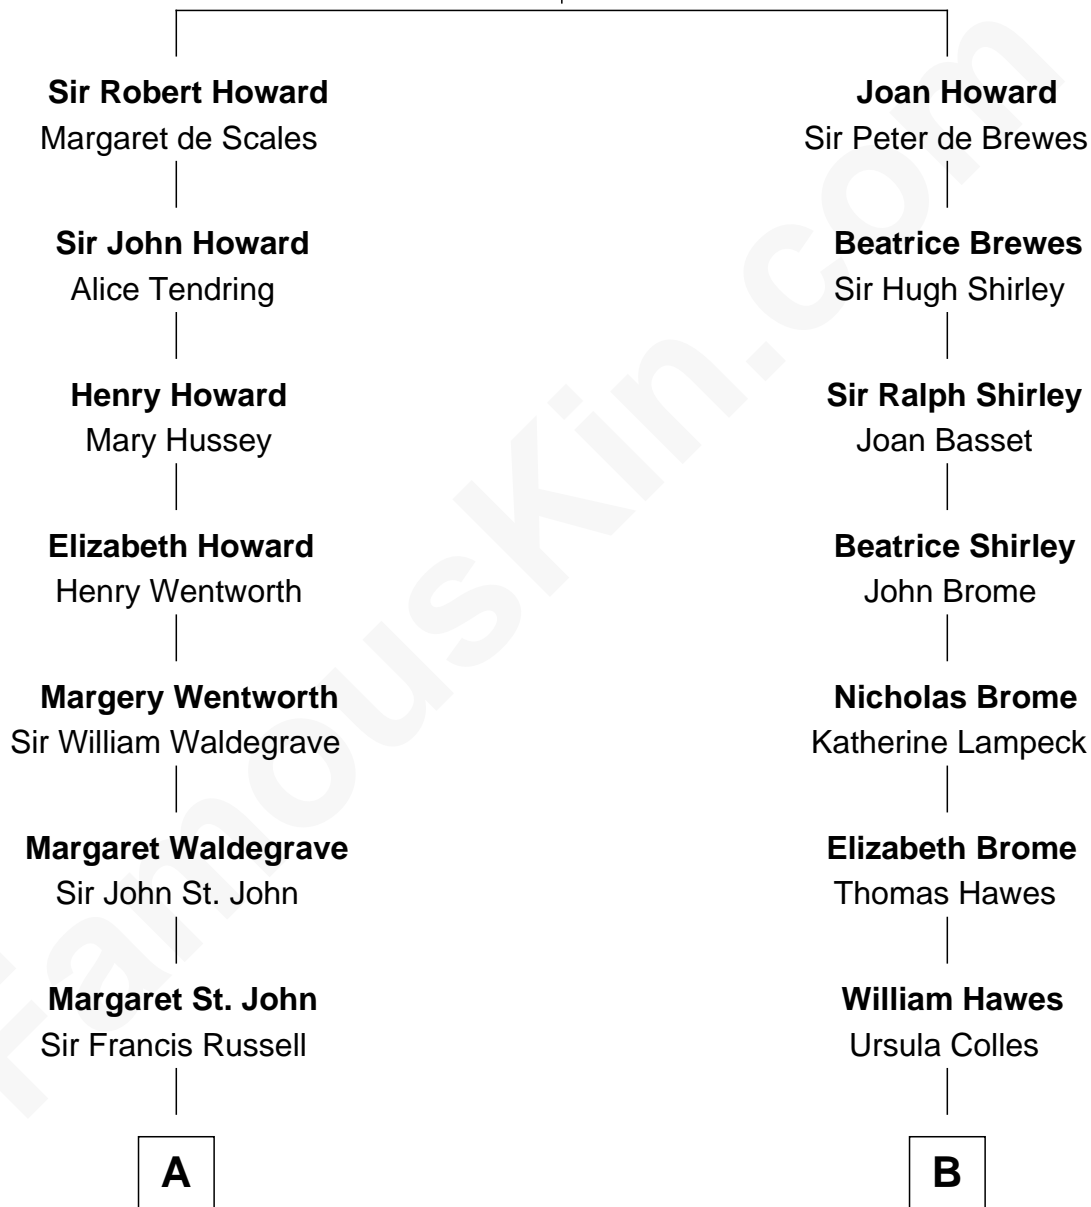 Sir Robert Howard
Margaret de Scales
Sir John Howard
Alice Tendring
Henry Howard
Mary Hussey
Elizabeth Howard
Henry Wentworth
Margery Wentworth
Sir William Waldegrave
Margaret Waldegrave
Sir John St. John
Margaret St. John
Sir Francis Russell
A
Joan Howard
Sir Peter de Brewes
Beatrice Brewes
Sir Hugh Shirley
Sir Ralph Shirley
Joan Basset
Beatrice Shirley
John Brome
Nicholas Brome
Katherine Lampeck
Elizabeth Brome
Thomas Hawes
William Hawes
Ursula Colles
B
FamousKin.com